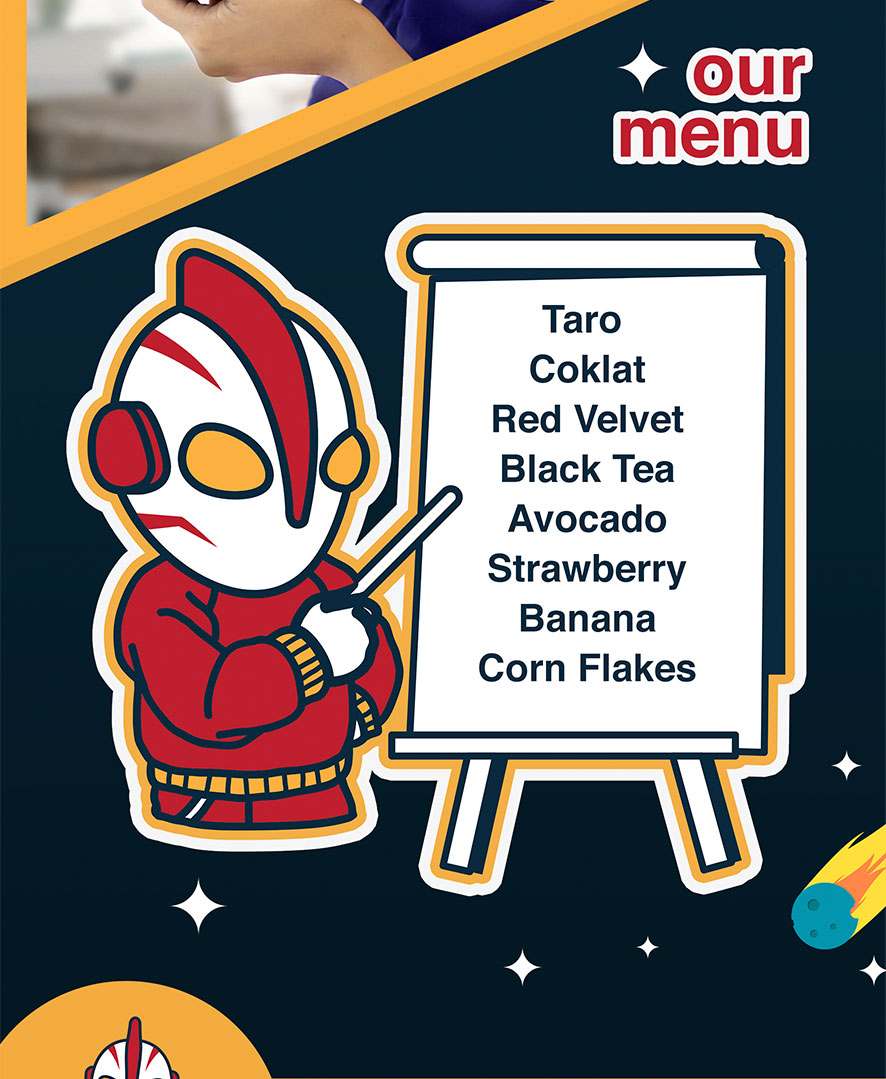 our
menu
Taro
Coklat
Red Velvet
Black Tea
Avocado
Strawberry
Banana
Corn Flakes